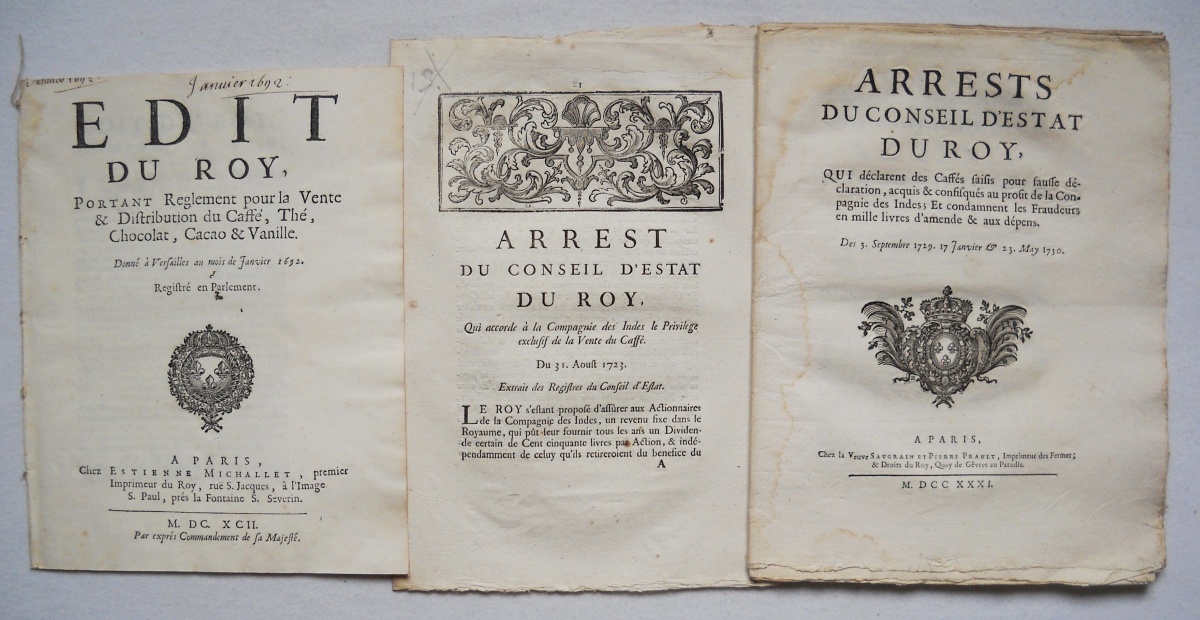 Janvier 1692.
EDIT
DU ROY,
PORTANT Reglement pour la Vente
& Distribution du Caffé, Thé,
Chocolat, Cacao & Vanille.
Donné à Versailles au mois de Janvier 1692.
Registré en Parlement.
A PARIS,
Chez ESTIENNE MICHALLET, premier
Imprimeur du Roy, ruë S. Jacques, à l'Image
S. Paul, prés la Fontaine S. Severin.
M. DC. XCII.
Par exprés Commandement de sa Majesté.
13.
1
ARREST
DU CONSEIL D'ESTAT
DU ROY,
Qui accorde à la Compagnie des Indes le Privilege
exclusif de la Vente du Caffé.
Du 31. Aoust 1723.
Extrait des Registres du Conseil d'Estat.
LE ROY s'estant proposé d'assûrer aux Actionnaires
de la Compagnie des Indes, un revenu fixe dans le
Royaume, qui pût leur fournir tous les ans un Dividen-
de certain de Cent cinquante livres par Action, & indé-
pendamment de celuy qu'ils retireroient du benefice du
A
ARRESTS
DU CONSEIL D'ESTAT
DU ROY,
QUI déclarent des Caffés saisis pour fausse dé-
claration, acquis & confisqués au profit de la Com-
pagnie des Indes; Et condamnent les Fraudeurs
en mille livres d'amende & aux dépens.
Des 3. Septembre 1729. 17 Janvier & 23. May 1730.
A PARIS,
Chez la Veuve SAUGRAIN ET PIERRE PRAULT, Imprimeur des Fermes;
& Droits du Roy, Quay de Gêvres au Paradis.
M. DCC XXXI.